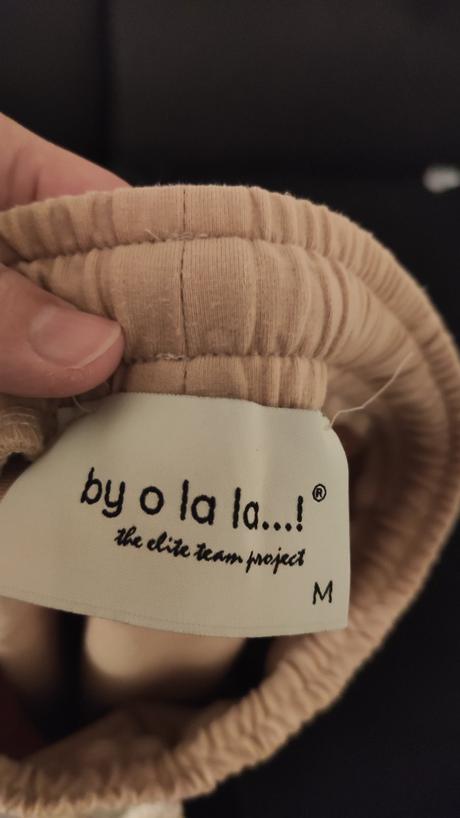 by o la la...! ®
the elite team project
M